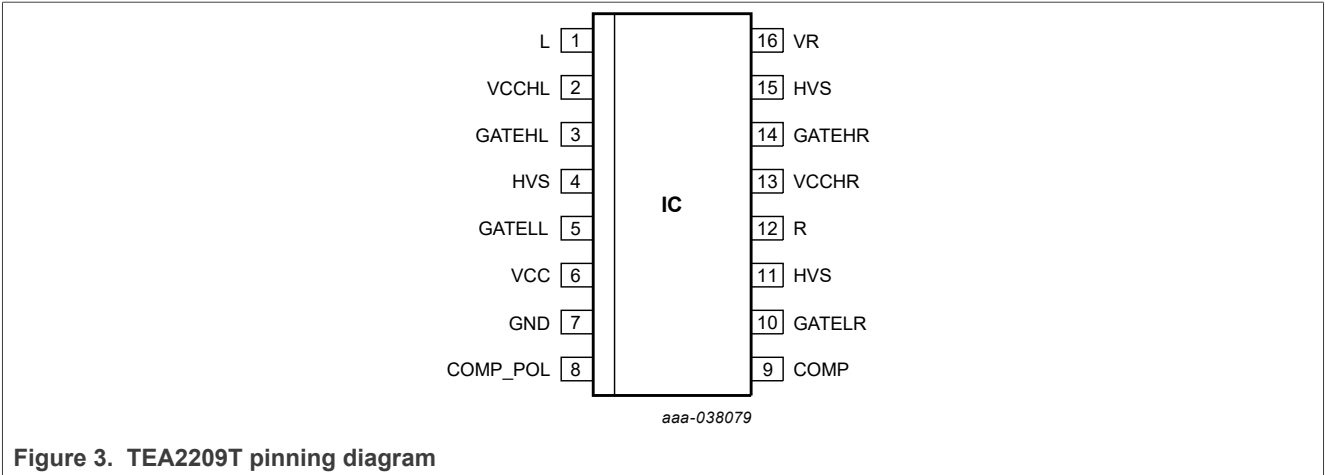 L 1 16 VR
VCCHL 2 15 HVS
GATEHL 3 14 GATEHR
HVS 4 13 VCCHR
IC
GATELL 5 12 R
VCC 6 11 HVS
GND 7 10 GATELR
COMP_POL 8 9 COMP
aaa-038079
Figure 3. TEA2209T pinning diagram